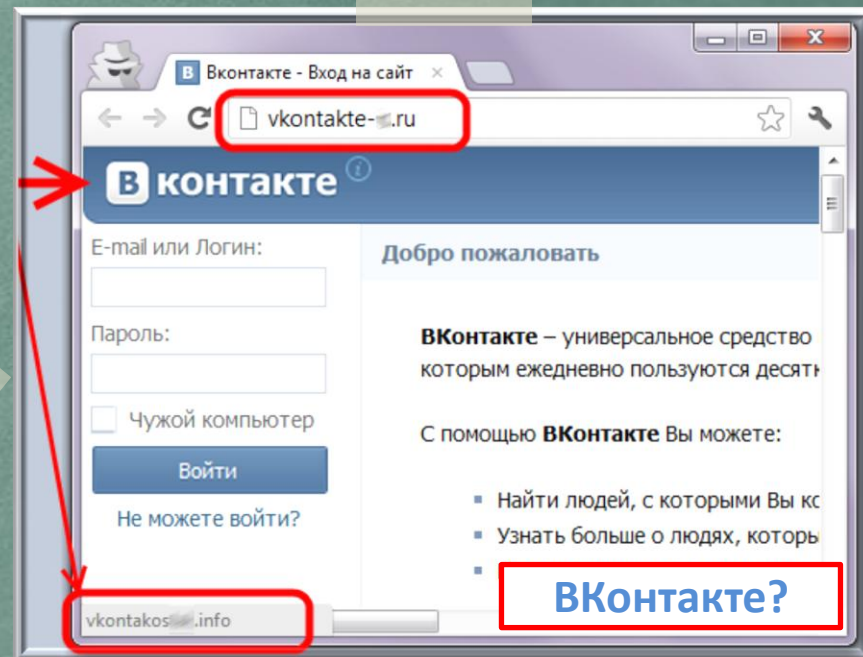 Вконтакте - Вход на сайт
vkontakte-.ru
В контакте
E-mail или Логин:
Пароль:
Чужой компьютер
Войти
Не можете войти?
Добро пожаловать
ВКонтакте – универсальное средство
которым ежедневно пользуются десятк
С помощью ВКонтакте Вы можете:
Найти людей, с которыми Вы кс
Узнать больше о людях, которы
ВКонтакте?
vkontakos.info